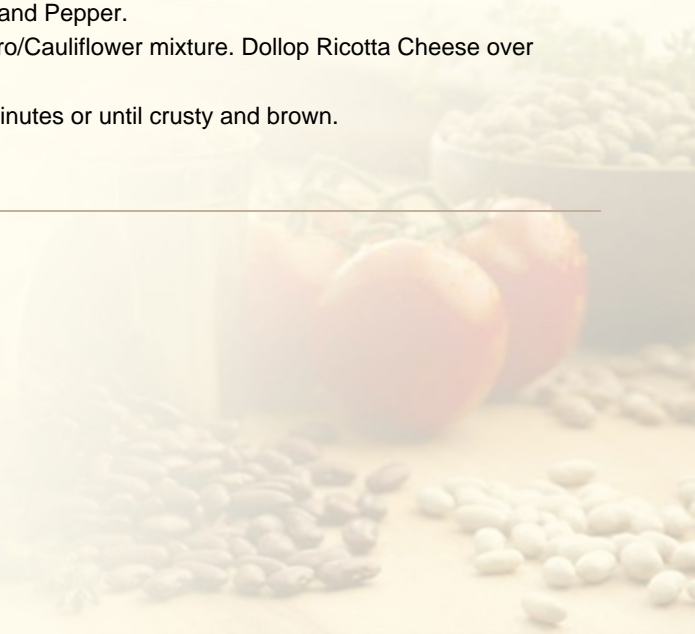 and Pepper.
ro/Cauliflower mixture. Dollop Ricotta Cheese over
inutes or until crusty and brown.